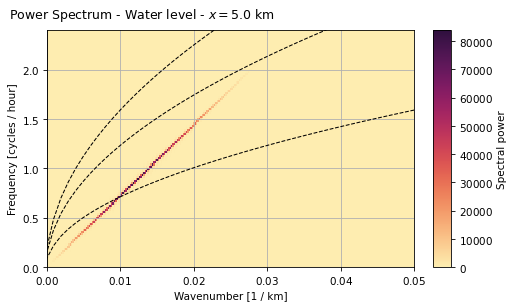 Power Spectrum - Water level - x = 5.0 km
Frequency [cycles / hour]
2.0
1.5
1.0
0.5
0.0
0.00 0.01 0.02 0.03 0.04 0.05
Wavenumber [1 / km]
80000
70000
60000
50000
40000
30000
20000
10000
0
Spectral power